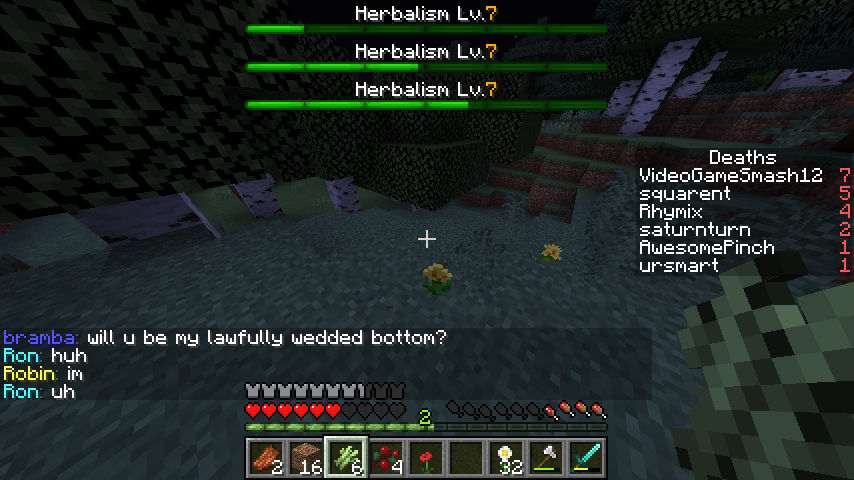 Herbalism Lv.7
Herbalism Lv.7
Herbalism Lv.7
Deaths
VideoGameSmash12 7
squarent 5
Rhymix 4
saturnturn 2
AwesomePinch 1
ursmart 1
bramba: will u be my lawfully wedded bottom?
Ron: huh
Robin: im
Ron: uh
2
2 16 6 4 32